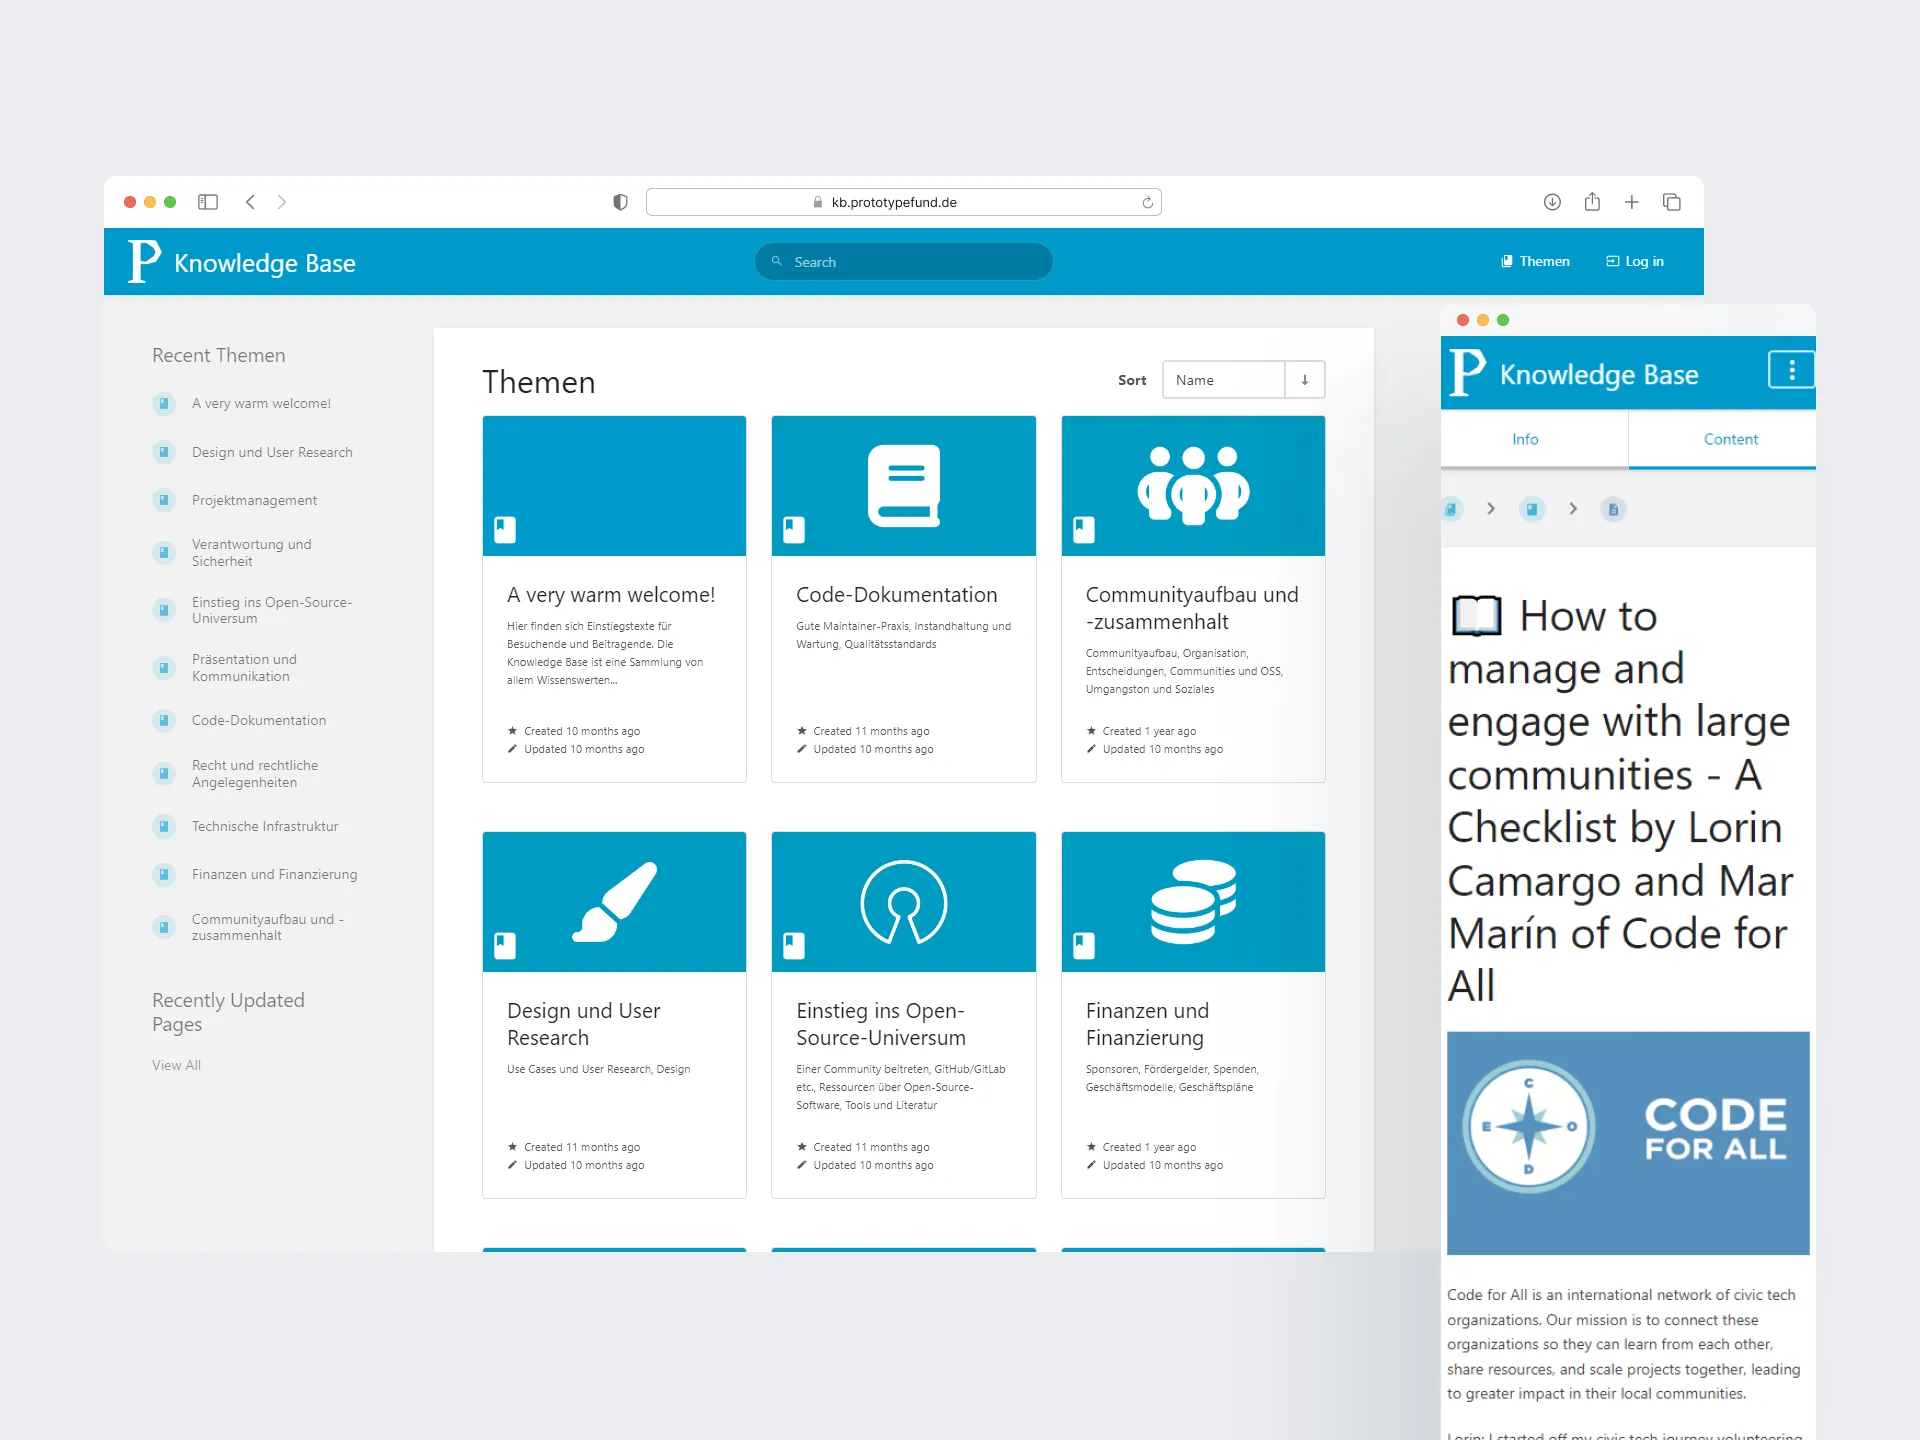 kb.prototypefund.de
P Knowledge Base
Search
Themen
Log in
Recent Themen
A very warm welcome!
Design und User Research
Projektmanagement
Verantwortung und
Sicherheit
Einstieg ins Open-Source-
Universum
Präsentation und
Kommunikation
Code-Dokumentation
Recht und rechtliche
Angelegenheiten
Technische Infrastruktur
Finanzen und Finanzierung
Communityaufbau und -
zusammenhalt
Recently Updated
Pages
View All
Themen
Sort
Name
A very warm welcome!
Hier finden sich Einstiegstexte für
Besuchende und Beitragende. Die
Knowledge Base ist eine Sammlung von
allem Wissenswerten...
Created 10 months ago
Updated 10 months ago
Code-Dokumentation
Gute Maintainer-Praxis, Instandhaltung und
Wartung, Qualitätsstandards
Created 11 months ago
Updated 10 months ago
Communityaufbau und
-zusammenhalt
Communityaufbau, Organisation,
Entscheidungen, Communities und OSS,
Umgangston und Soziales
Created 1 year ago
Updated 10 months ago
Design und User
Research
Use Cases und User Research, Design
Created 11 months ago
Updated 10 months ago
Einstieg ins Open-
Source-Universum
Einer Community beitreten, GitHub/GitLab
etc., Ressourcen über Open-Source-
Software, Tools und Literatur
Created 11 months ago
Updated 10 months ago
Finanzen und
Finanzierung
Sponsoren, Fördergelder, Spenden,
Geschäftsmodelle, Geschäftspläne
Created 1 year ago
Updated 10 months ago
P Knowledge Base
Info
Content
How to
manage and
engage with large
communities - A
Checklist by Lorin
Camargo and Mar
Marín of Code for
All
C
E O
D
CODE
FOR ALL
Code for All is an international network of civic tech
organizations. Our mission is to connect these
organizations so they can learn from each other,
share resources, and scale projects together, leading
to greater impact in their local communities.
Lorin: I started off my civic tech journey volunteering